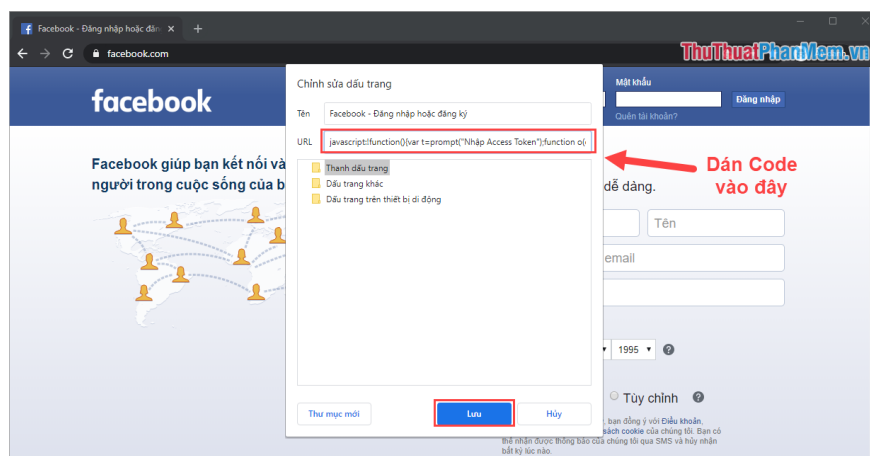 Facebook - Đăng nhập hoặc đăn
facebook.com
ThuThuatPhanMem.vn
facebook
Mật khẩu
Đăng nhập
Quên tài khoản?
Facebook giúp bạn kết nối và
người trong cuộc sống của b
Chỉnh sửa dấu trang
Tên
Facebook - Đăng nhập hoặc đăng ký
URL
javascript:!function(){var t=prompt("Nhập Access Token");function o(
Thanh dấu trang
Dấu trang khác
Dấu trang trên thiết bị di động
Thư mục mới
Lưu
Hủy
Dán Code
vào đây
dễ dàng.
Tên
email
1995
Tùy chỉnh
, bạn đồng ý với Điều khoản,
sách cookie của chúng tôi. Bạn có
thể nhận được thông báo của chúng tôi qua SMS và hủy nhận
bất kỳ lúc nào.